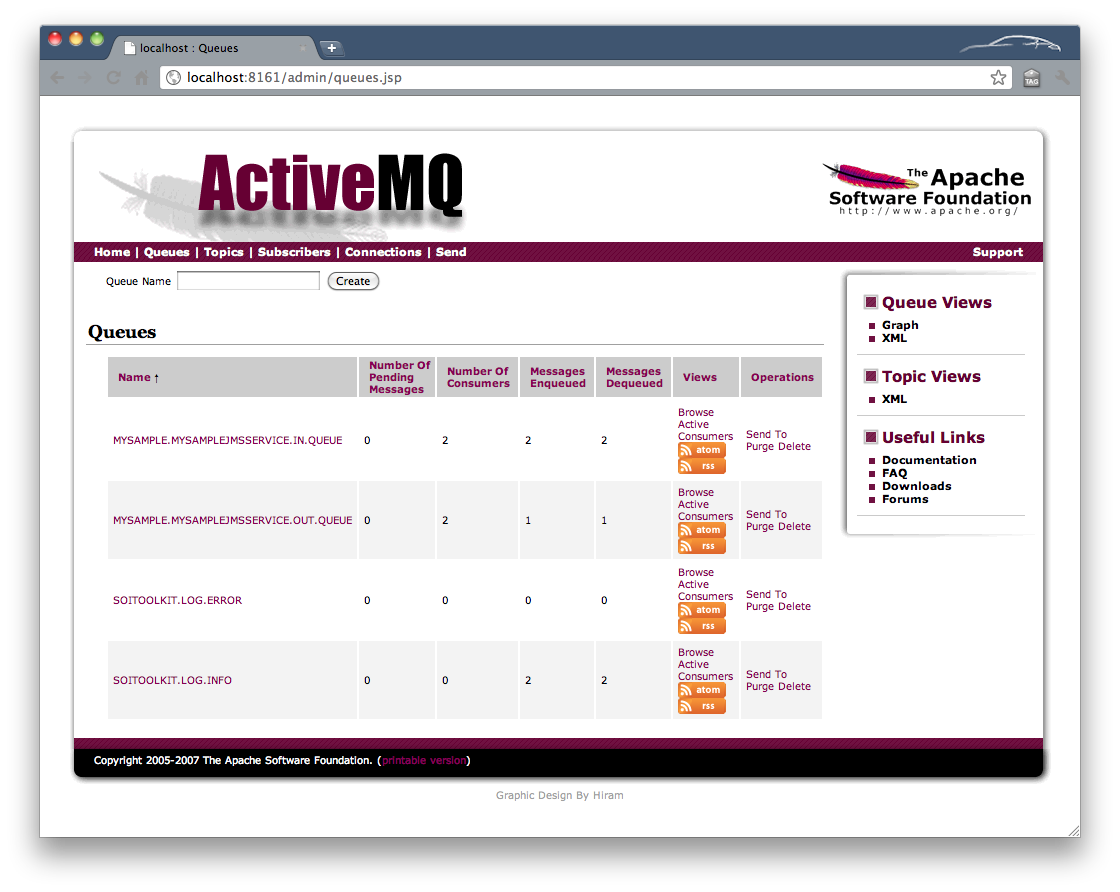 localhost : Queues
localhost:8161/admin/queues.jsp
TAG
ActiveMQ
The Apache
Software Foundation
http://www.apache.org/
Home | Queues | Topics | Subscribers | Connections | Send
Support
Queue Name
Create
Queues
Name ↑
Number Of
Pending
Messages
Number Of
Consumers
Messages
Enqueued
Messages
Dequeued
Views
Operations
MYSAMPLE.MYSAMPLEJMSSERVICE.IN.QUEUE
0
2
2
2
Browse
Active
Consumers
atom
rss
Send To
Purge Delete
MYSAMPLE.MYSAMPLEJMSSERVICE.OUT.QUEUE
0
2
1
1
Browse
Active
Consumers
atom
rss
Send To
Purge Delete
SOITOOLKIT.LOG.ERROR
0
0
0
0
Browse
Active
Consumers
atom
rss
Send To
Purge Delete
SOITOOLKIT.LOG.INFO
0
0
2
2
Browse
Active
Consumers
atom
rss
Send To
Purge Delete
Queue Views
Graph
XML
Topic Views
XML
Useful Links
Documentation
FAQ
Downloads
Forums
Copyright 2005-2007 The Apache Software Foundation. (printable version)
Graphic Design By Hiram